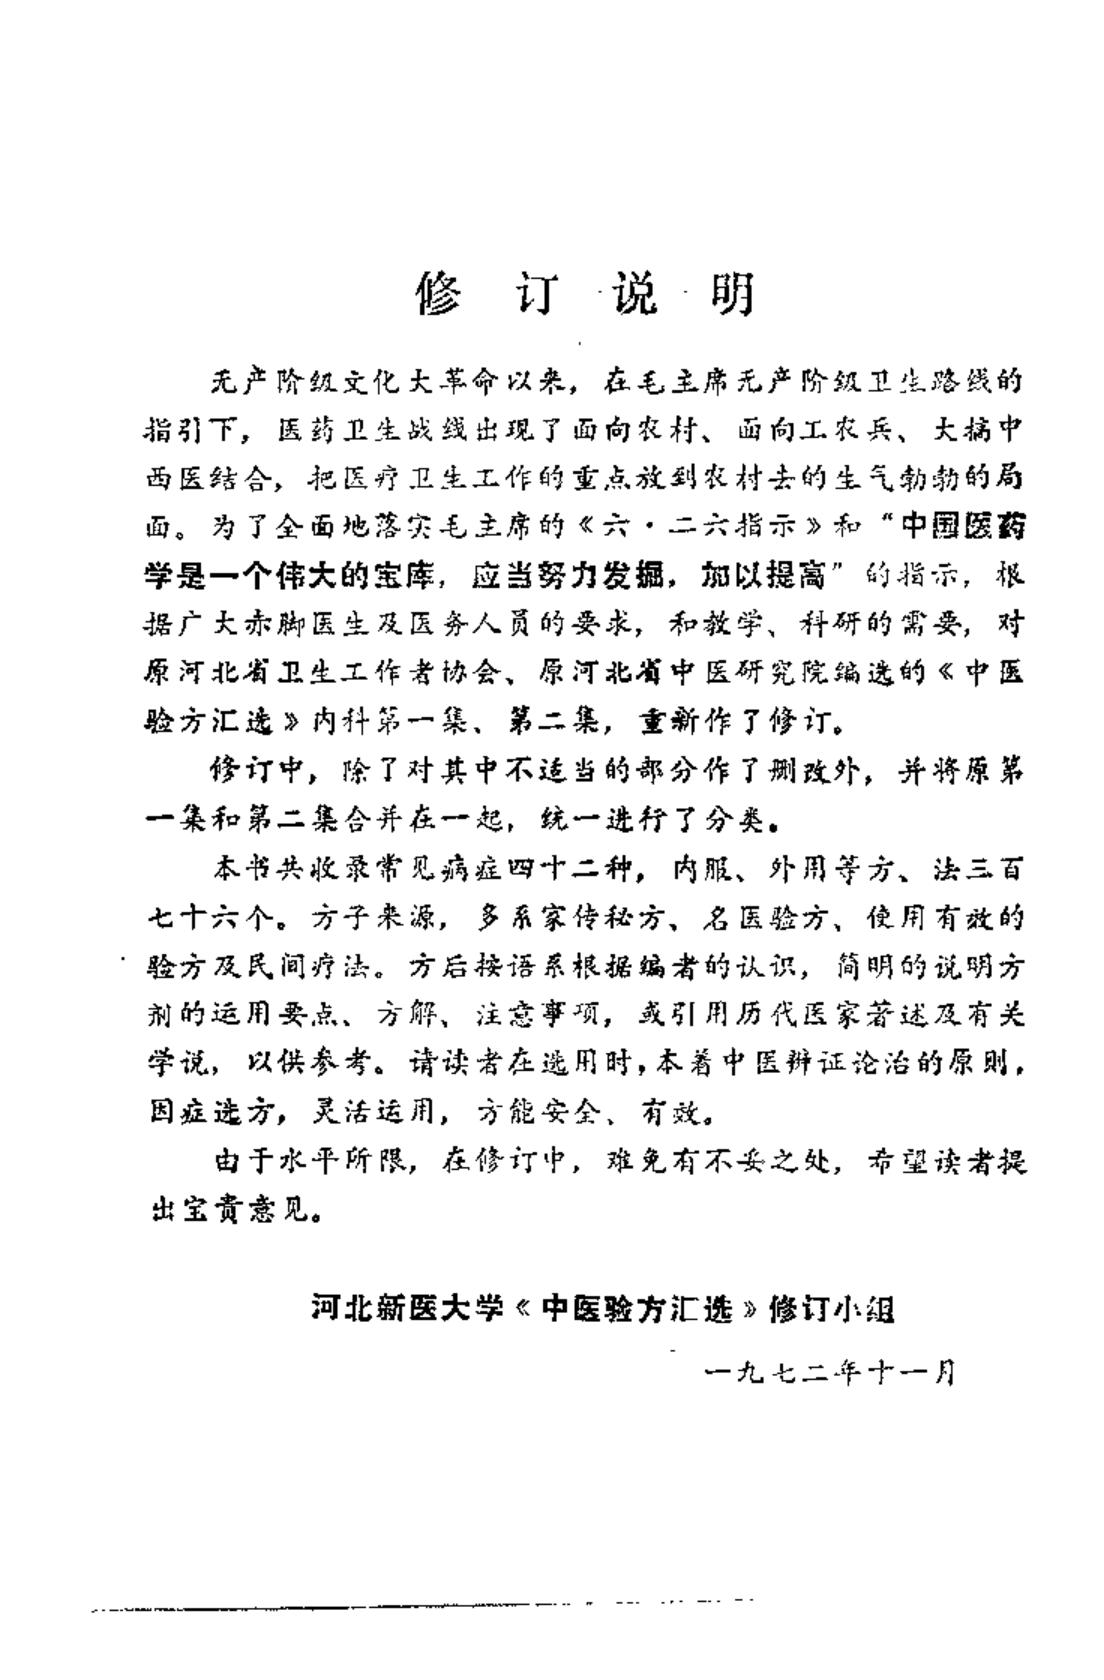 修订说明
无产阶级文化大革命以来，在毛主席无产阶级卫生路线的
指引下，医药卫生战线出现了面向农村、面向工农兵、大搞中
西医结合，把医疗卫生工作的重点放到农村去的生气勃勃的局
面。为了全面地落实毛主席的《六·二六指示》和“中国医药
学是一个伟大的宝库，应当努力发掘，加以提高”的指示，根
据广大赤脚医生及医务人员的要求，和教学、科研的需要，对
原河北省卫生工作者协会、原河北省中医研究院编选的《中医
验方汇选》内科第一集、第二集，重新作了修订。
修订中，除了对其中不适当的部分作了删改外，并将原第
一集和第二集合并在一起，统一进行了分类。
本书共收录常见病症四十二种，内服、外用等方、法三百
七十六个。方子来源，多系家传秘方、名医验方、使用有效的
验方及民间疗法。方后按语系根据编者的认识，简明的说明方
剂的运用要点、方解、注意事项，或引用历代医家著述及有关
学说，以供参考。请读者在选用时，本着中医辨证论治的原则，
因症选方，灵活运用，方能安全、有效。
由于水平所限，在修订中，难免有不妥之处，希望读者提
出宝贵意见。
河北新医大学《中医验方汇选》修订小组
一九七二年十一月